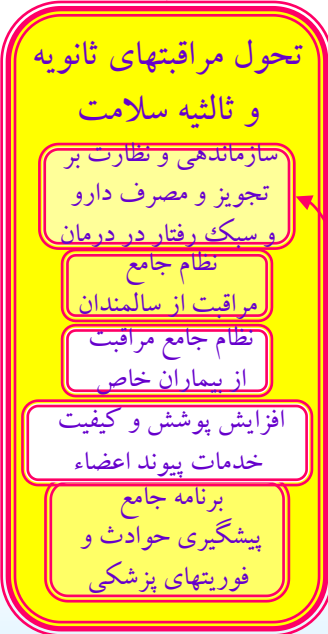 تحول مراقبتهای ثانویه
و ثالثیه سلامت
سازماندهی و نظارت بر
تجویز و مصرف دارو
و سبک رفتار در درمان
نظام جامع
مراقبت از سالمندان
نظام جامع مراقبت
از بیماران خاص
افزایش پوشش و کیفیت
خدمات پیوند اعضاء
برنامه جامع
پیشگیری حوادث و
فوریتهای پزشکی